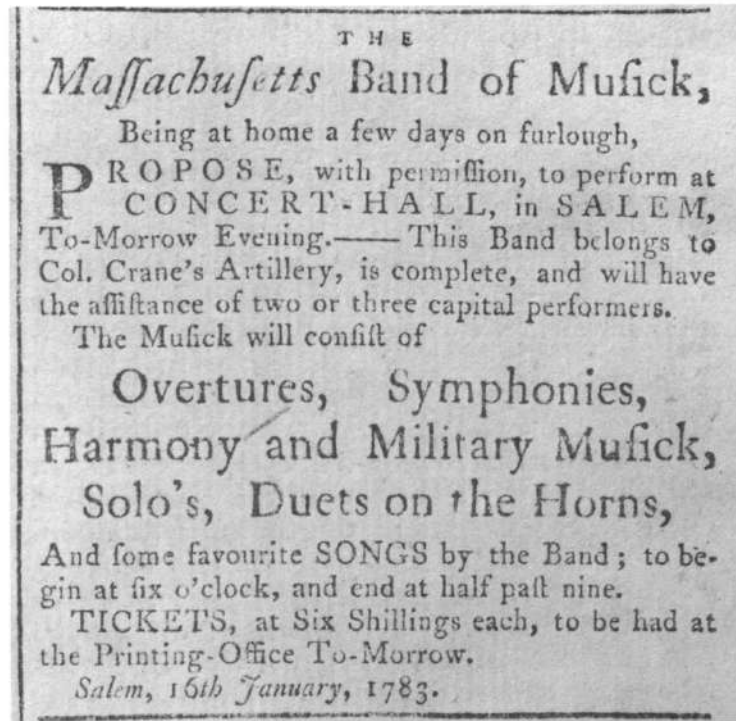 THE
Maſſachuſetts Band of Muſick,
Being at home a few days on furlough,
PROPOSE, with permiſſion, to perform at
CONCERT-HALL, in SALEM,
To-Morrow Evening.—— This Band belongs to
Col. Crane's Artillery, is complete, and will have
the aſſiſtance of two or three capital performers.
The Muſick will conſiſt of
Overtures, Symphonies,
Harmony and Military Muſick,
Solo's, Duets on the Horns,
And ſome favourite SONGS by the Band; to be-
gin at ſix o'clock, and end at half paſt nine.
TICKETS, at Six Shillings each, to be had at
the Printing-Office To-Morrow.
Salem, 16th January, 1783.